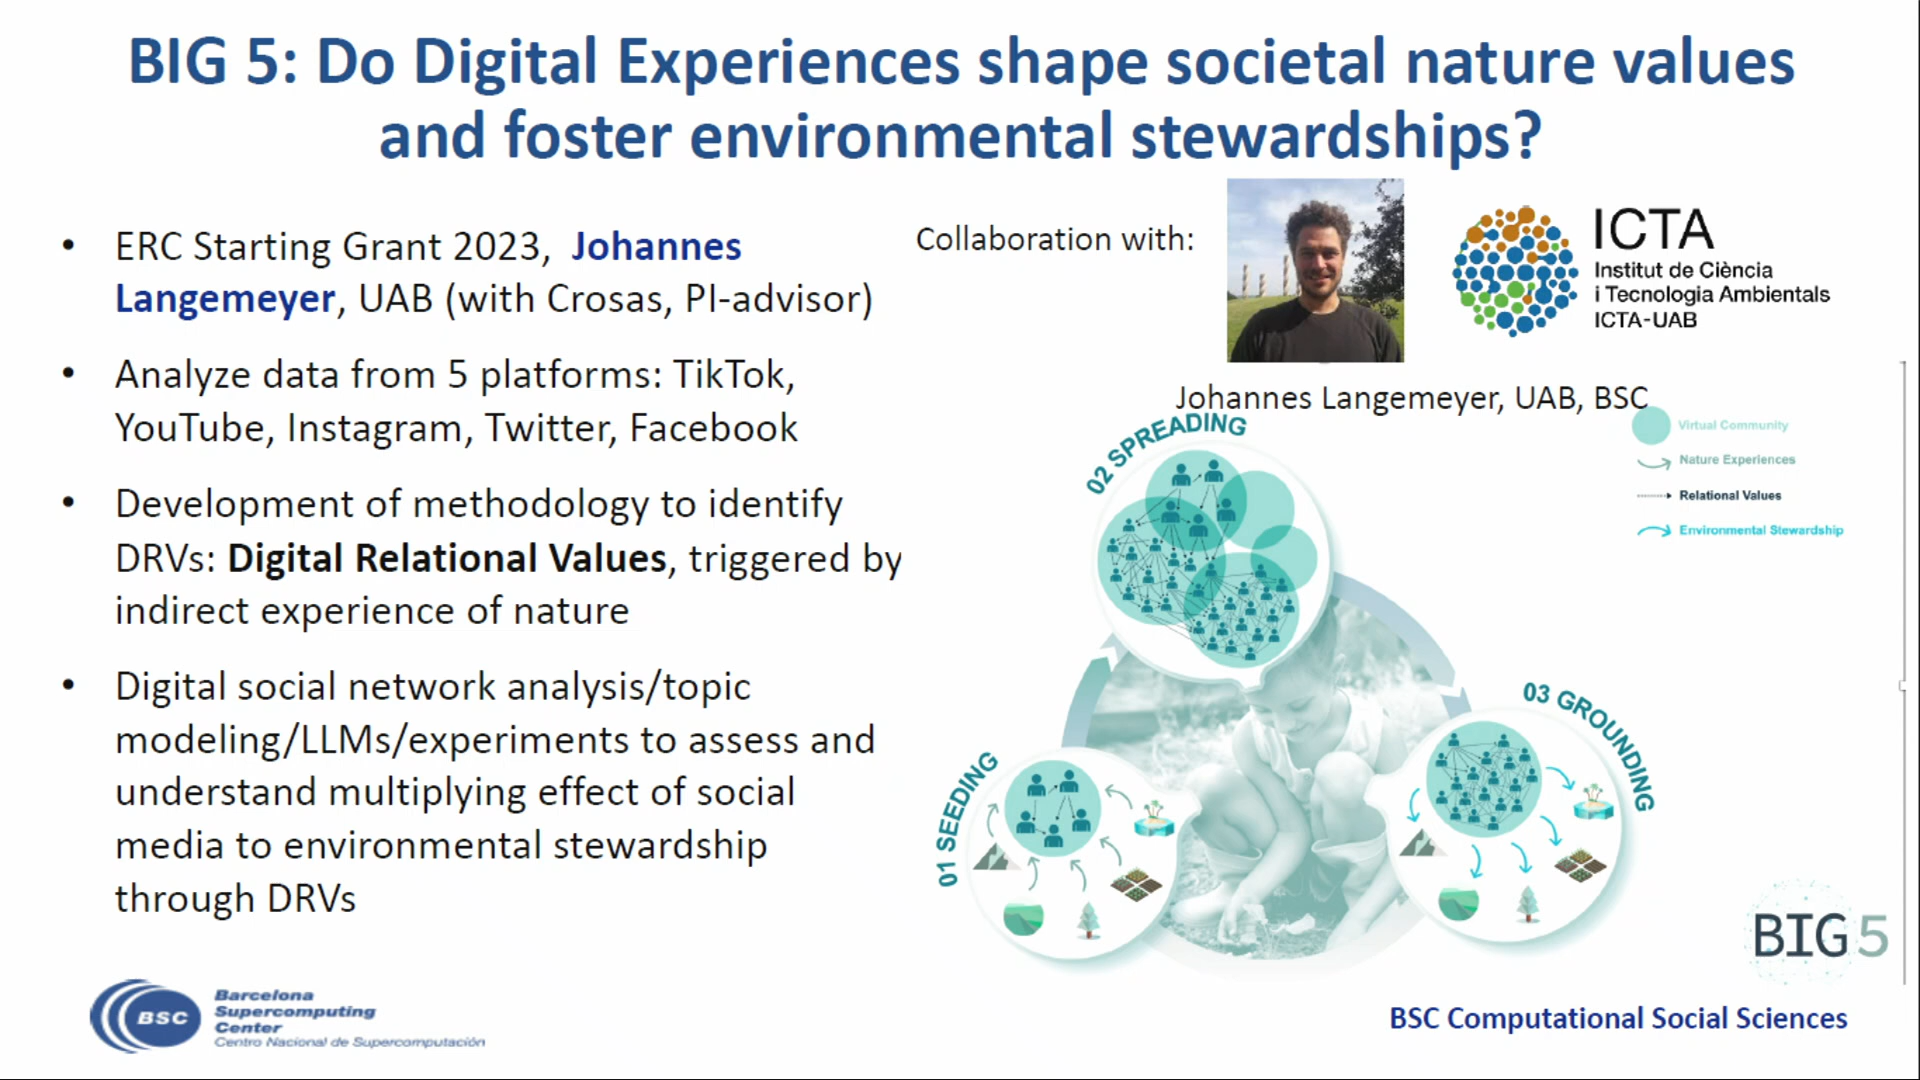 BIG 5: Do Digital Experiences shape societal nature values
and foster environmental stewardships?
• ERC Starting Grant 2023, Johannes
Langemeyer, UAB (with Crosas, PI-advisor)
• Analyze data from 5 platforms: TikTok,
YouTube, Instagram, Twitter, Facebook
• Development of methodology to identify
DRVs: Digital Relational Values, triggered by
indirect experience of nature
• Digital social network analysis/topic
modeling/LLMs/experiments to assess and
understand multiplying effect of social
media to environmental stewardship
through DRVs
Collaboration with:
ICTA
Institut de Ciència
i Tecnologia Ambientals
ICTA-UAB
Johannes Langemeyer, UAB, BSC
Virtual Community
Nature Experiences
Relational Values
Environmental Stewardship
02 SPREADING
01 SEEDING
03 GROUNDING
BIG 5
BSC
Barcelona
Supercomputing
Center
Centro Nacional de Supercomputación
BSC Computational Social Sciences